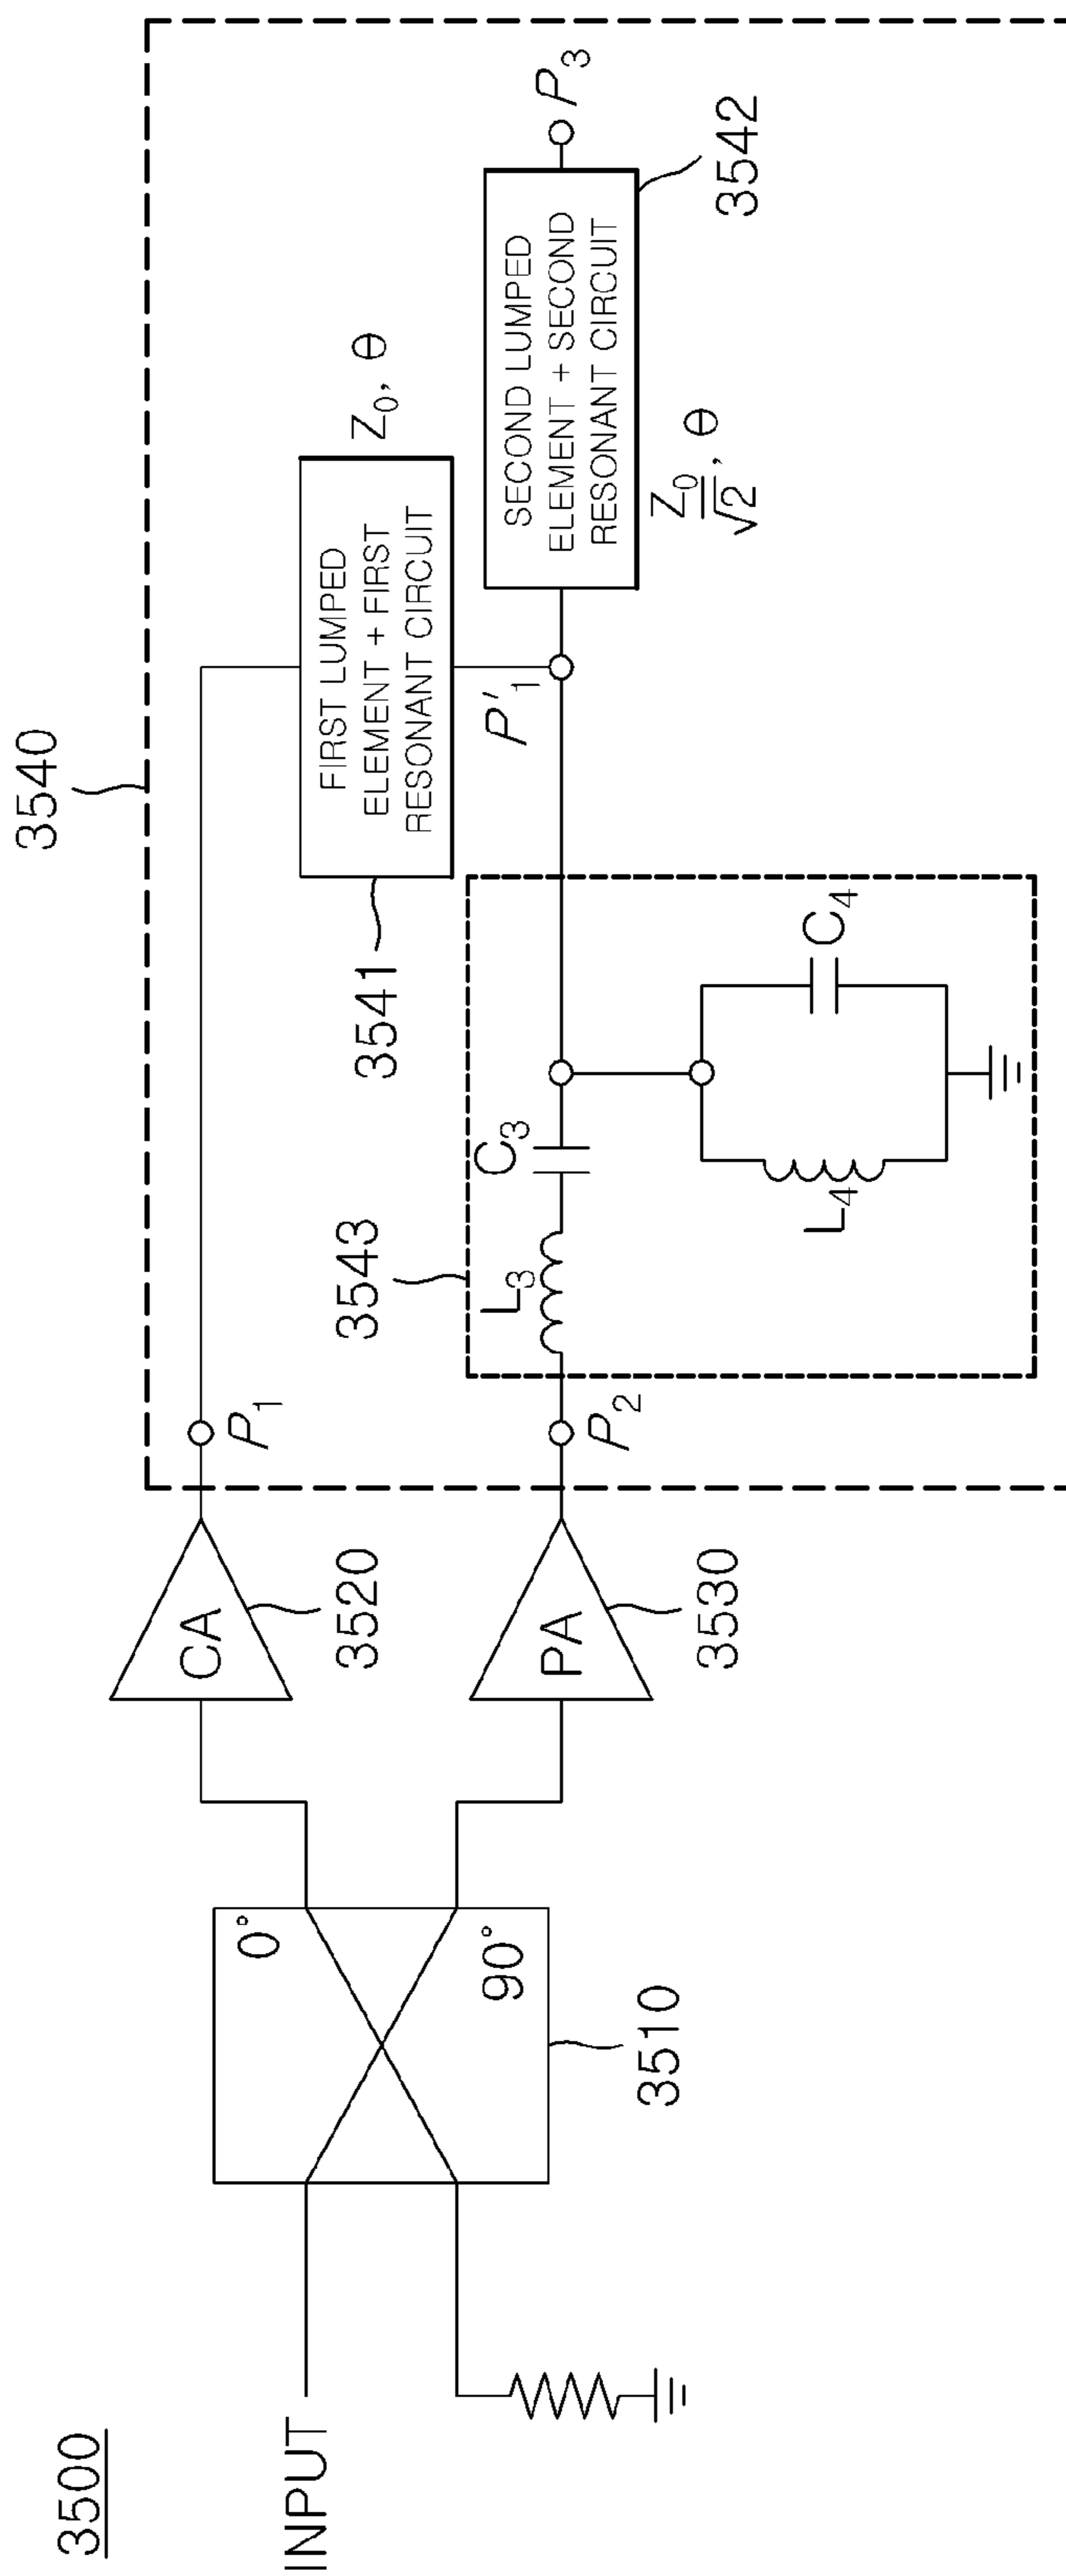 3500
INPUT
0°
90°
3510
CA
3520
PA
3530
3540
P1
P2
3543
L3
C3
L4
C4
3541
FIRST LUMPED
ELEMENT + FIRST
RESONANT CIRCUIT
Z0, θ
P'1
SECOND LUMPED
ELEMENT + SECOND
RESONANT CIRCUIT
Z0/√2, θ
3542
P3